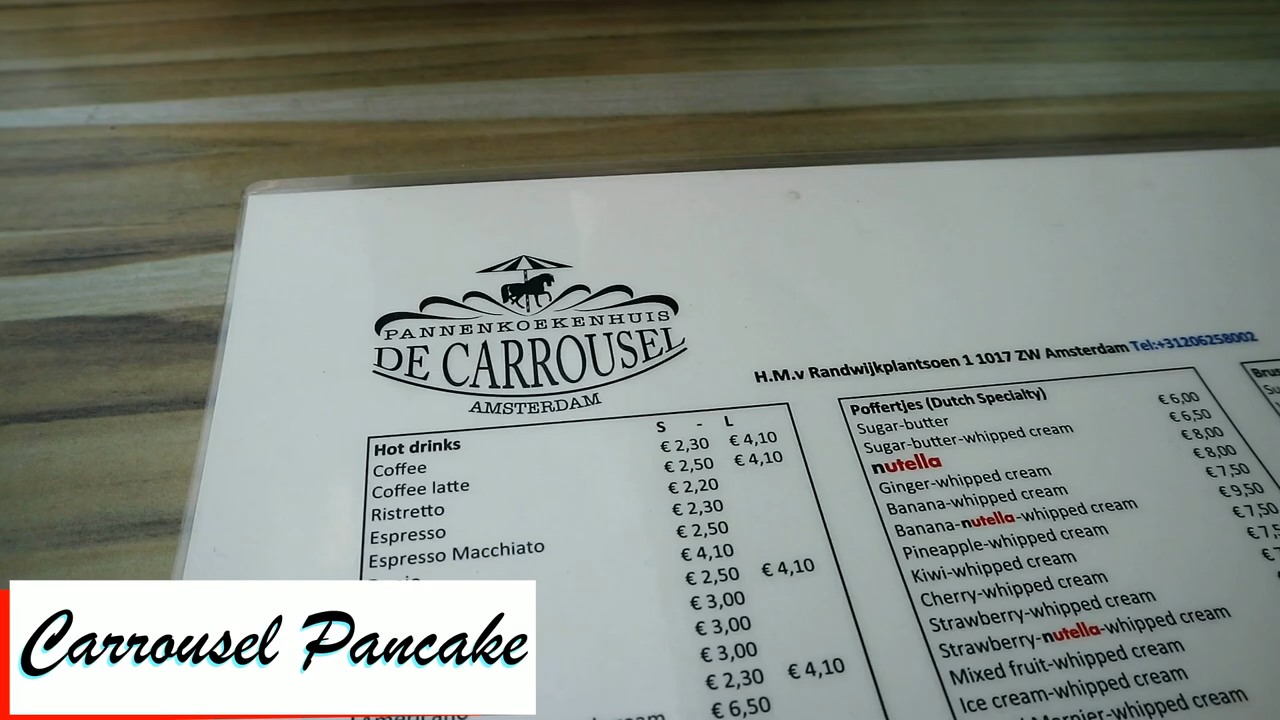 PANNENKOEKENHUIS
DE CARROUSEL
AMSTERDAM
H.M.v Randwijkplantsoen 1 1017 ZW Amsterdam Tel:+31206258002
S - L
Hot drinks
Coffee € 2,30 € 4,10
Coffee latte € 2,50 € 4,10
Ristretto € 2,20
Espresso € 2,30
Espresso Macchiato € 2,50
€ 4,10
€ 2,50 € 4,10
€ 3,00
€ 3,00
€ 3,00
€ 2,30 € 4,10
€ 6,50
Poffertjes (Dutch Specialty)
Sugar-butter € 6,00
Sugar-butter-whipped cream € 6,50
nutella € 8,00
Ginger-whipped cream € 8,00
Banana-whipped cream € 7,50
Banana-nutella-whipped cream € 9,50
Pineapple-whipped cream € 7,50
Kiwi-whipped cream
Cherry-whipped cream
Strawberry-whipped cream
Strawberry-nutella-whipped cream
Mixed fruit-whipped cream
Ice cream-whipped cream
Carrousel Pancake